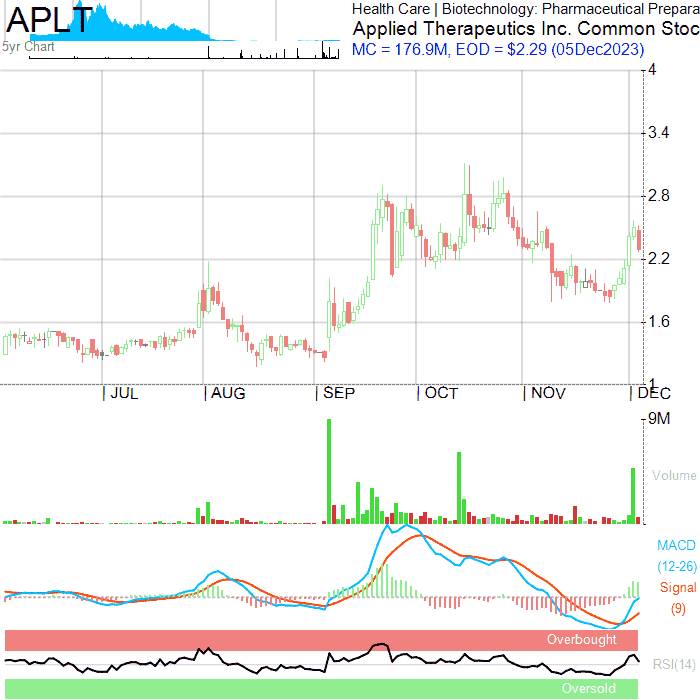 APLT
5yr Chart
Health Care | Biotechnology: Pharmaceutical Prepara
Applied Therapeutics Inc. Common Stoc
MC = 176.9M, EOD = $2.29 (05Dec2023)
4
3.4
2.8
2.2
1.6
1
| JUL | AUG | SEP | OCT | NOV | DEC
9M
Volume
MACD
(12-26)
Signal
(9)
Overbought
RSI(14)
Oversold